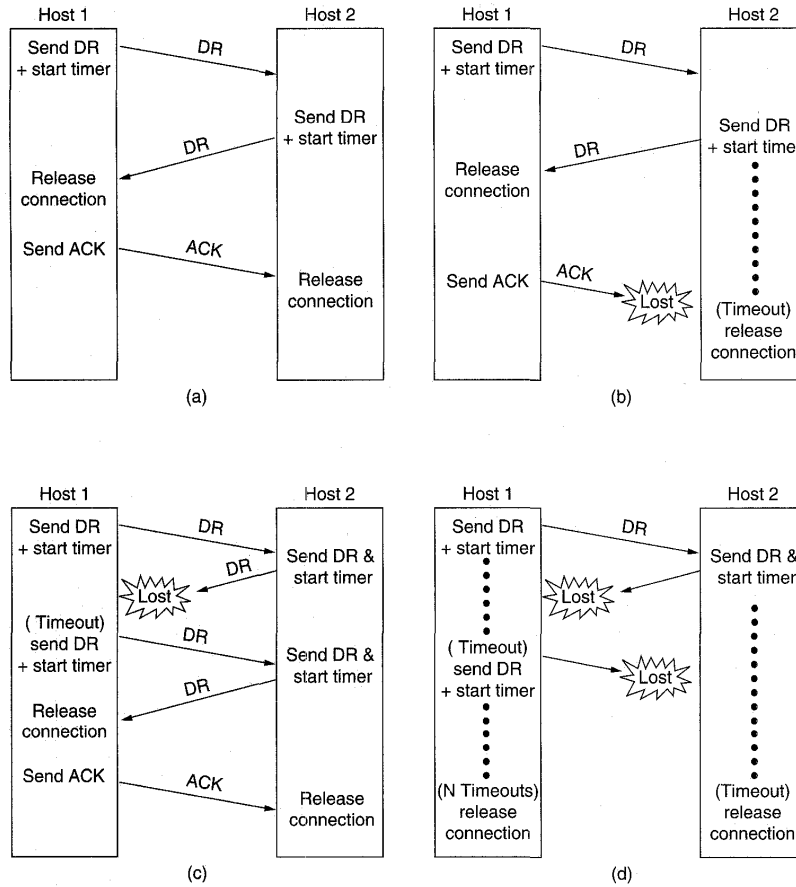 Host 1
Host 2
Send DR
+ start timer
DR
Send DR
+ start timer
DR
Release
connection
Send ACK
ACK
Release
connection
(a)
Host 1
Host 2
Send DR
+ start timer
DR
Send DR
+ start time
DR
Release
connection
Send ACK
ACK
Lost
(Timeout)
release
connection
(b)
Host 1
Host 2
Send DR
+ start timer
DR
Send DR &
start timer
DR
Lost
( Timeout)
send DR
+ start timer
DR
Send DR &
start timer
DR
Release
connection
Send ACK
ACK
Release
connection
(c)
Host 1
Host 2
Send DR
+ start timer
DR
Send DR &
start timer
Lost
( Timeout)
send DR
+ start timer
Lost
(N Timeouts)
release
connection
(Timeout)
release
connection
(d)